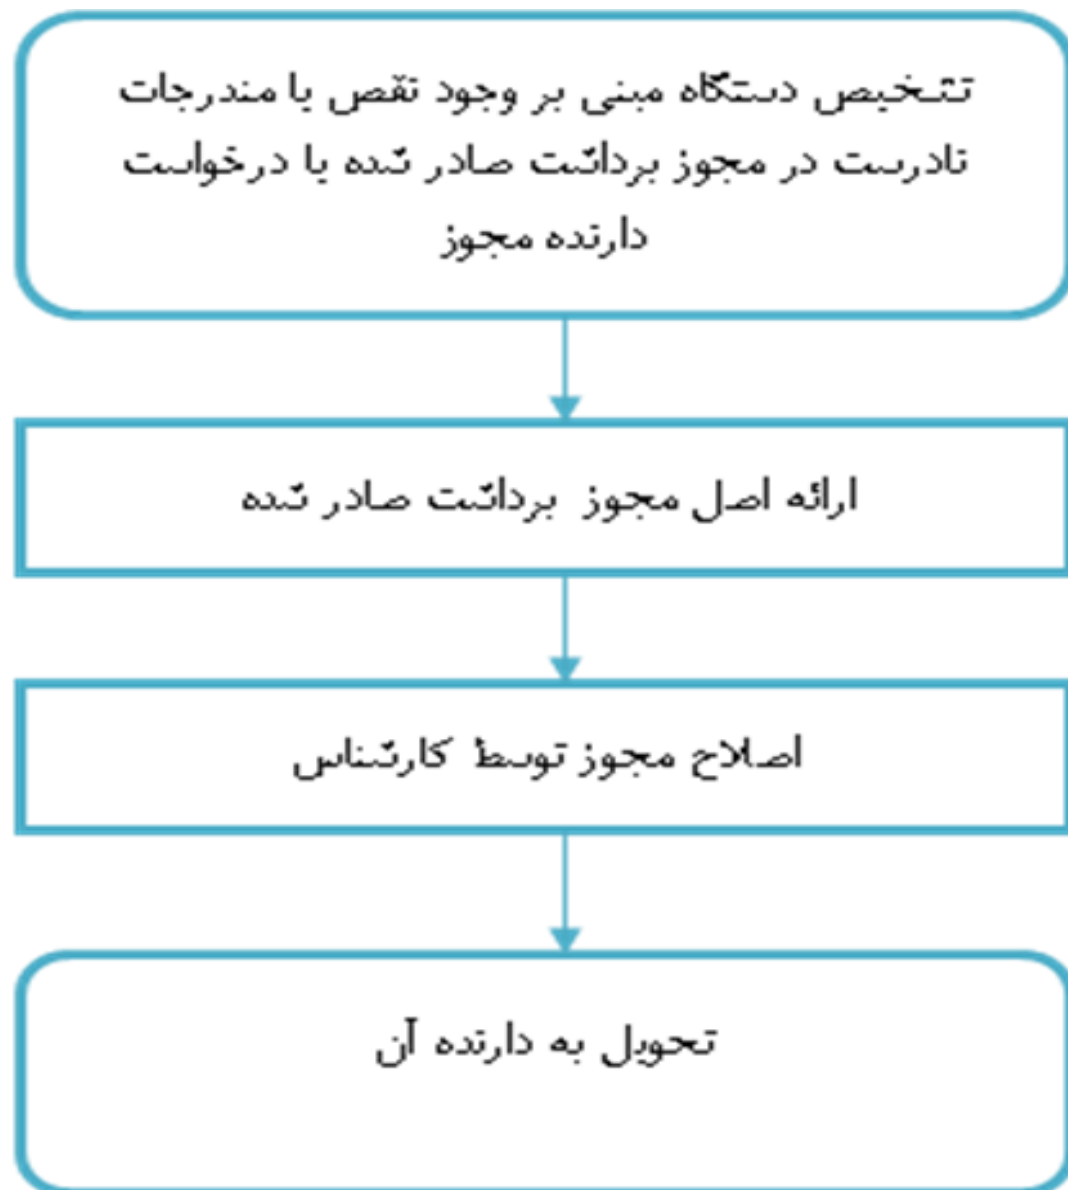 تشخیص دستگاه مبنی بر وجود نقص یا مندرجات
نادرست در مجوز برداشت صادر شده یا درخواست
دارنده مجوز
ارائه اصل مجوز برداشت صادر شده
اصلاح مجوز توسط کارشناس
تحویل به دارنده آن